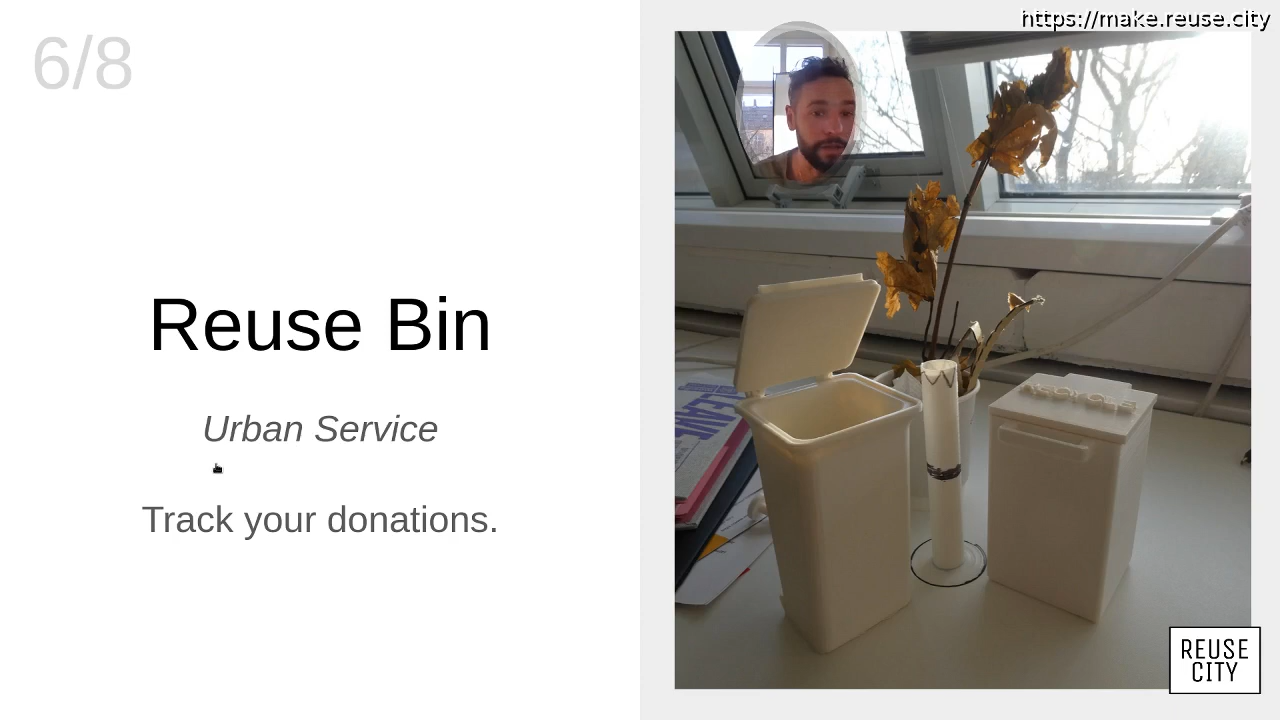 https://make.reuse.city
6/8
Reuse Bin
Urban Service
Track your donations.
REUSE
CITY